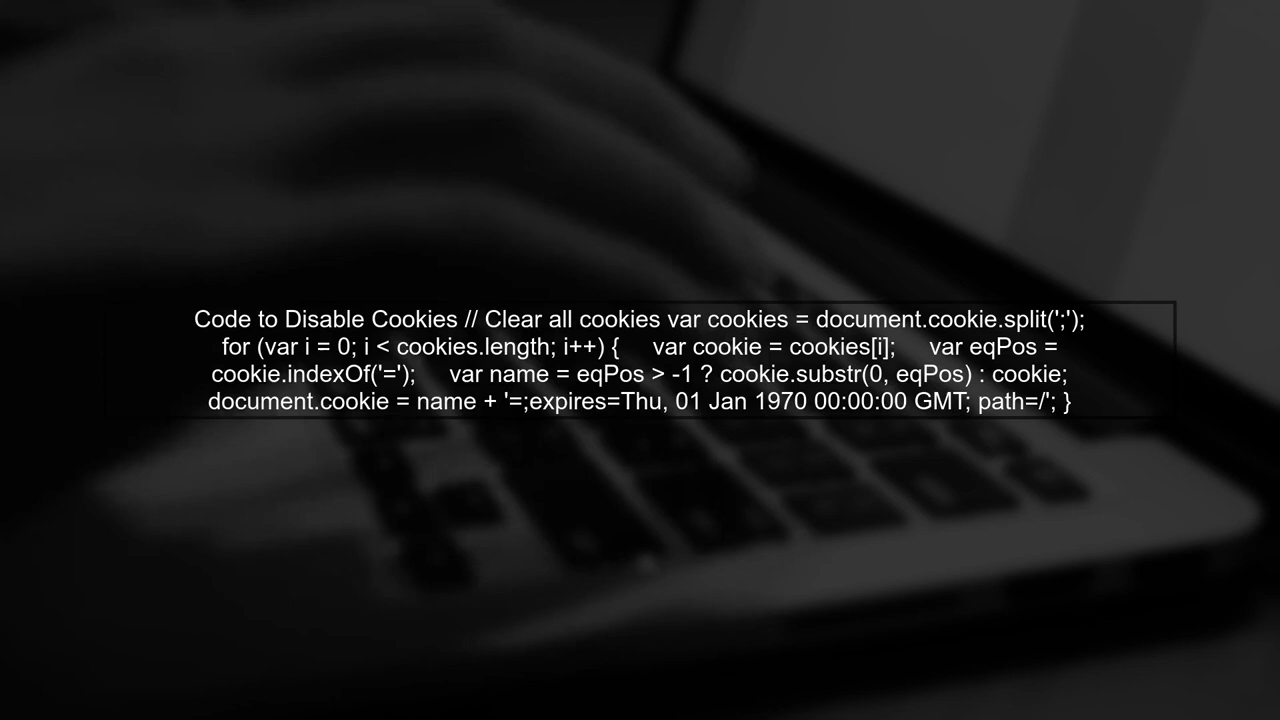 Code to Disable Cookies // Clear all cookies var cookies = document.cookie.split(';');
for (var i = 0; i < cookies.length; i++) {     var cookie = cookies[i];     var eqPos =
cookie.indexOf('=');     var name = eqPos > -1 ? cookie.substr(0, eqPos) : cookie;
document.cookie = name + '=;expires=Thu, 01 Jan 1970 00:00:00 GMT; path=/'; }